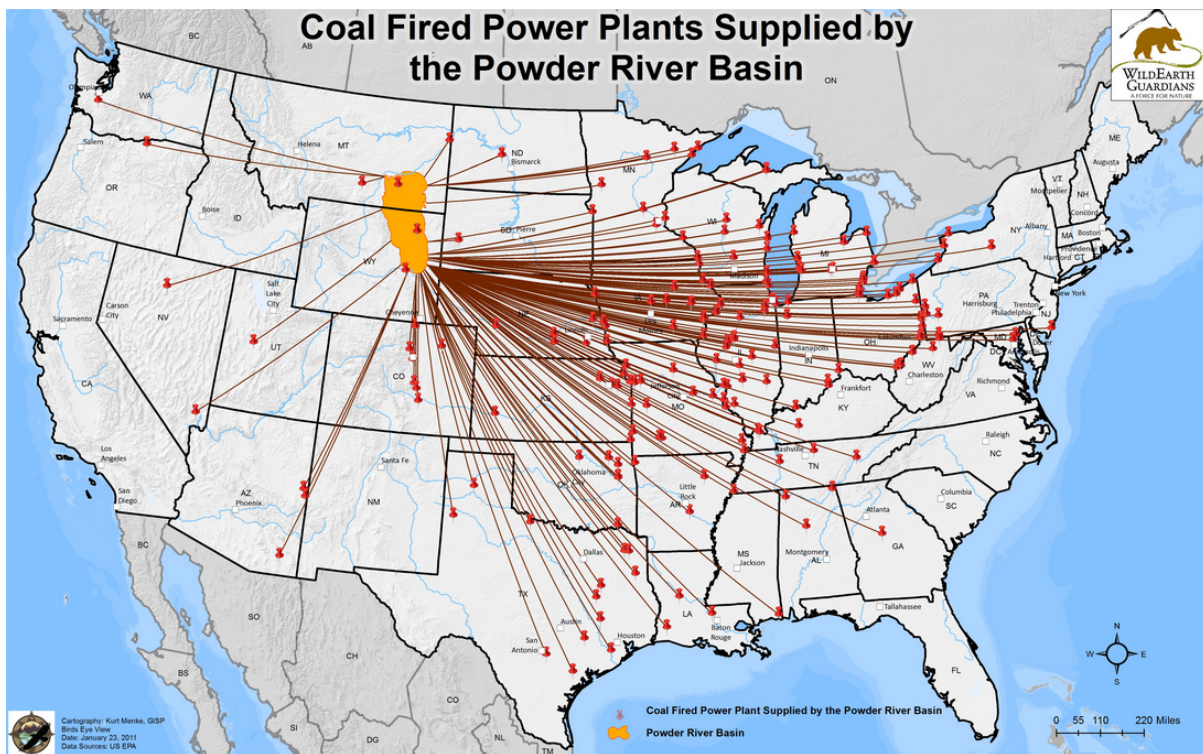 Coal Fired Power Plants Supplied by
the Powder River Basin
WILDEARTH
GUARDIANS
A FORCE FOR NATURE
BC
AB
ON
Olympia
WA
Salem
OR
Helena
MT
ND
Bismarck
MN
Boise
ID
WY
SD
Pierre
WI
Madison
MI
ME
Augusta
VT
Montpelier
NH
Concord
NY
Albany
MA
Boston
Providence
Hartford
CT
RI
New York
PA
Harrisburg
Trenton
Philadelphia
NJ
MD
Dover
DC
Sacramento
Carson
City
NV
CA
Salt
Lake
City
UT
Cheyenne
CO
NE
Lincoln
IA
Des
Moines
IL
Indianapolis
IN
OH
Columbus
WV
Charleston
Richmond
VA
Frankfort
KY
KS
Jefferson
City
MO
Los
Angeles
San
Diego
AZ
Phoenix
Santa Fe
NM
Oklahoma
City
OK
Little
Rock
AR
Nashville
TN
Raleigh
NC
Columbia
SC
Atlanta
GA
Montgomery
AL
MS
Jackson
Tallahassee
FL
Dallas
TX
Austin
San
Antonio
Houston
LA
Baton
Rouge
BC
SO
CH
BS
SI
DG
CO
NL
TM
N
W
E
S
Coal Fired Power Plant Supplied by the Powder River Basin
Powder River Basin
0 55 110 220 Miles
Cartography: Kurt Menke, GISP
Birds Eye View
Date: January 23, 2011
Data Sources: US EPA